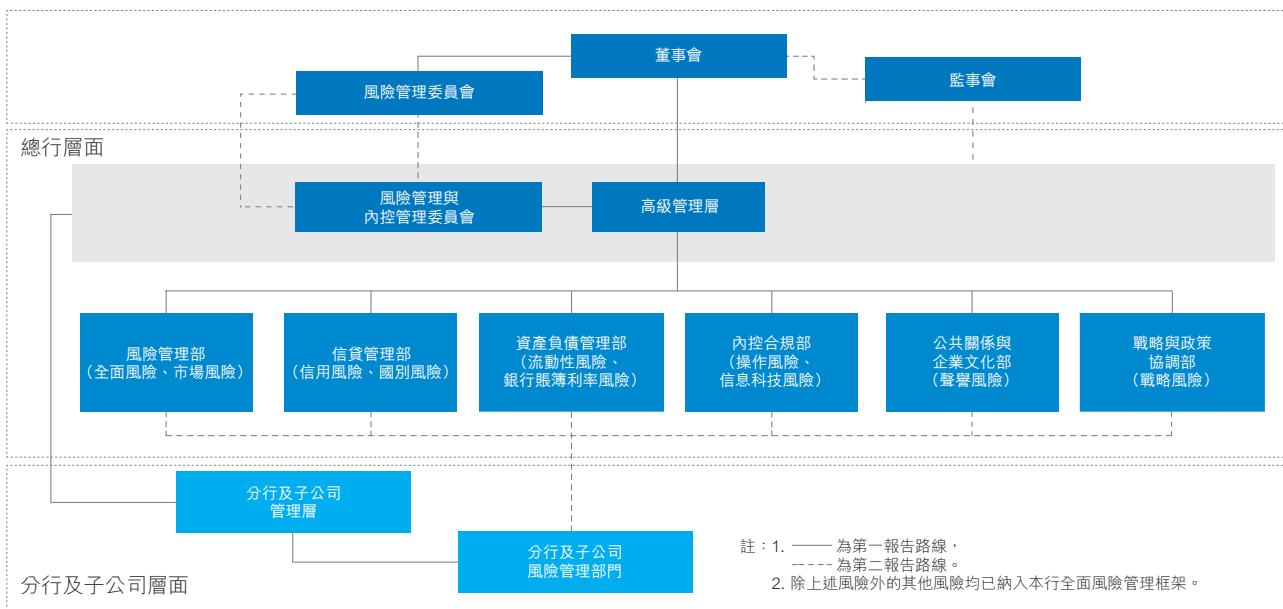 董事會
監事會
風險管理委員會
總行層面
風險管理與
內控管理委員會
高級管理層
風險管理部
（全面風險、市場風險）
信貸管理部
（信用風險、國別風險）
資產負債管理部
（流動性風險、
銀行賬簿利率風險）
內控合規部
（操作風險、
信息科技風險）
公共關係與
企業文化部
（聲譽風險）
戰略與政策
協調部
（戰略風險）
分行及子公司
管理層
分行及子公司
風險管理部門
分行及子公司層面
註：1. —— 為第一報告路線，
----- 為第二報告路線。
2. 除上述風險外的其他風險均已納入本行全面風險管理框架。